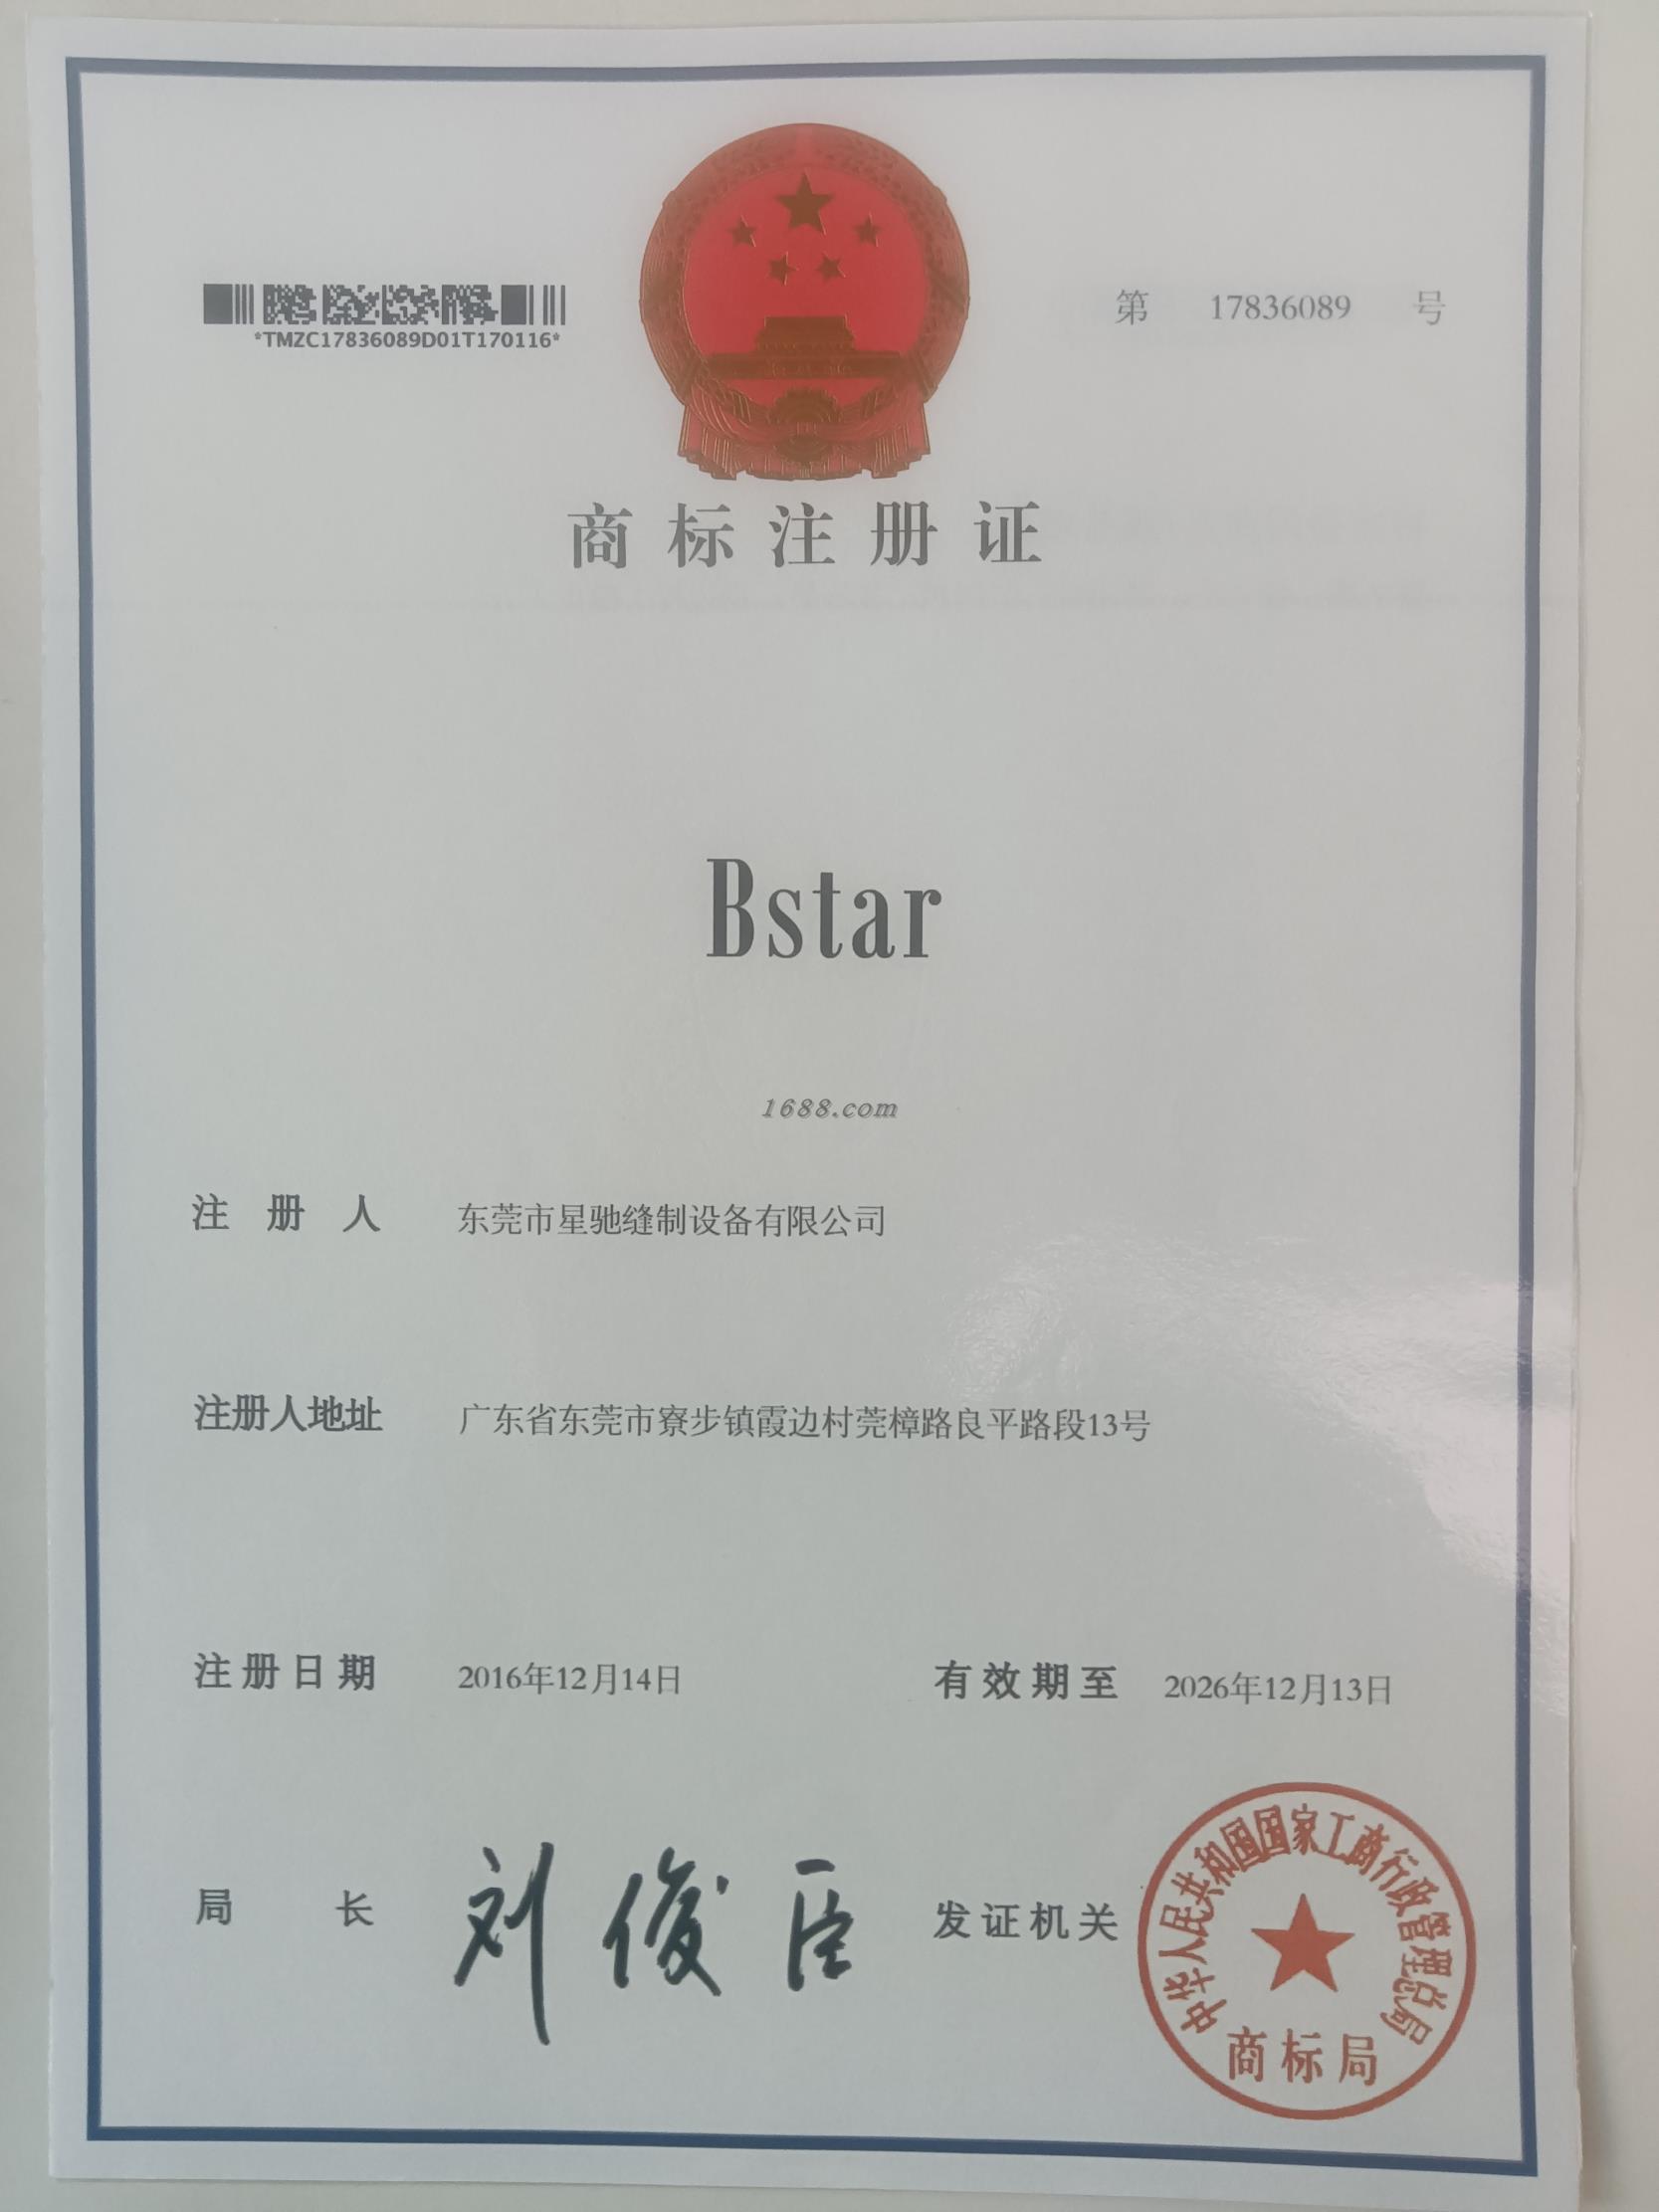 *TMZC17836089D01T170116*
第 17836089 号
商标注册证
Bstar
1688.com
注册人 东莞市星驰缝制设备有限公司
注册人地址 广东省东莞市寮步镇霞边村莞樟路良平路段13号
注册日期 2016年12月14日 有效期至 2026年12月13日
局长 刘俊臣 发证机关
中华人民共和国国家工商行政管理总局
商标局